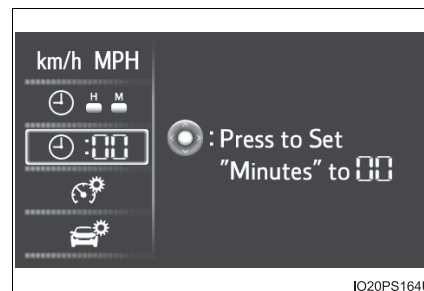 km/h MPH
H M
:00
: Press to Set
"Minutes" to 00
IO20PS164U